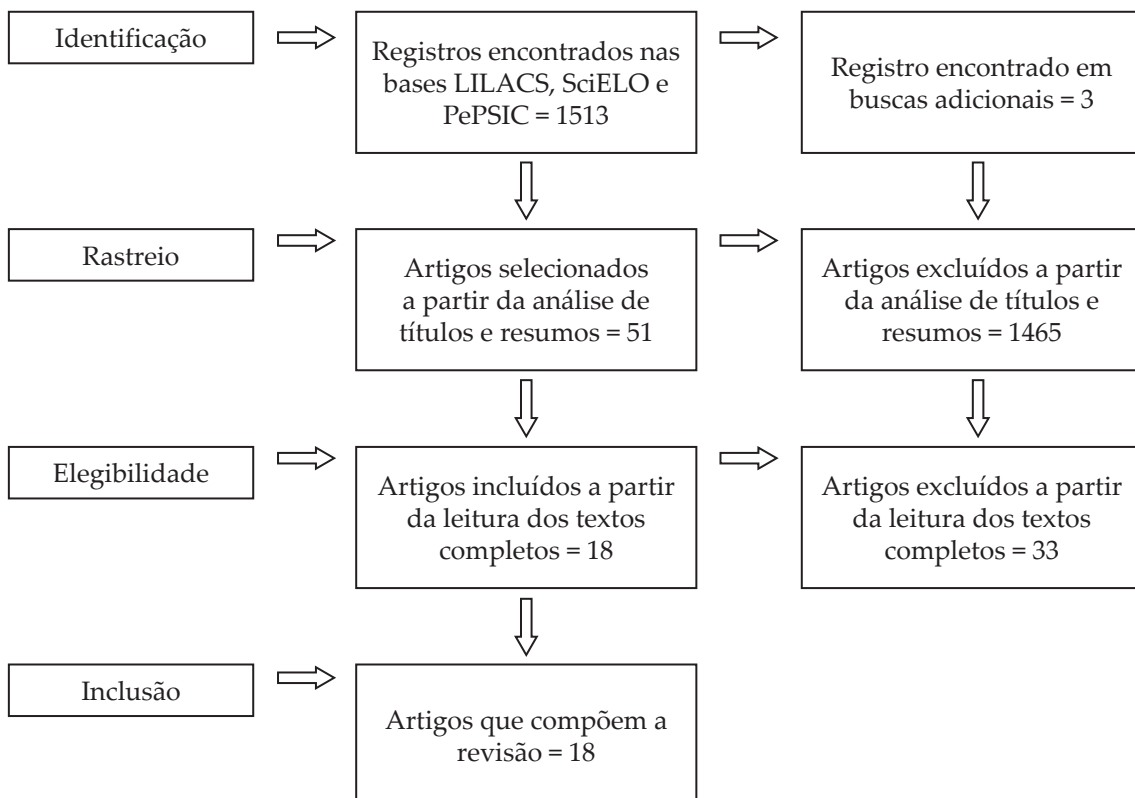 Identificação
Registros encontrados nas
bases LILACS, SciELO e
PePSIC = 1513
Registro encontrado em
buscas adicionais = 3
Rastreio
Artigos selecionados
a partir da análise de
títulos e resumos = 51
Artigos excluídos a partir
da análise de títulos e
resumos = 1465
Elegibilidade
Artigos incluídos a partir
da leitura dos textos
completos = 18
Artigos excluídos a partir
da leitura dos textos
completos = 33
Inclusão
Artigos que compõem a
revisão = 18